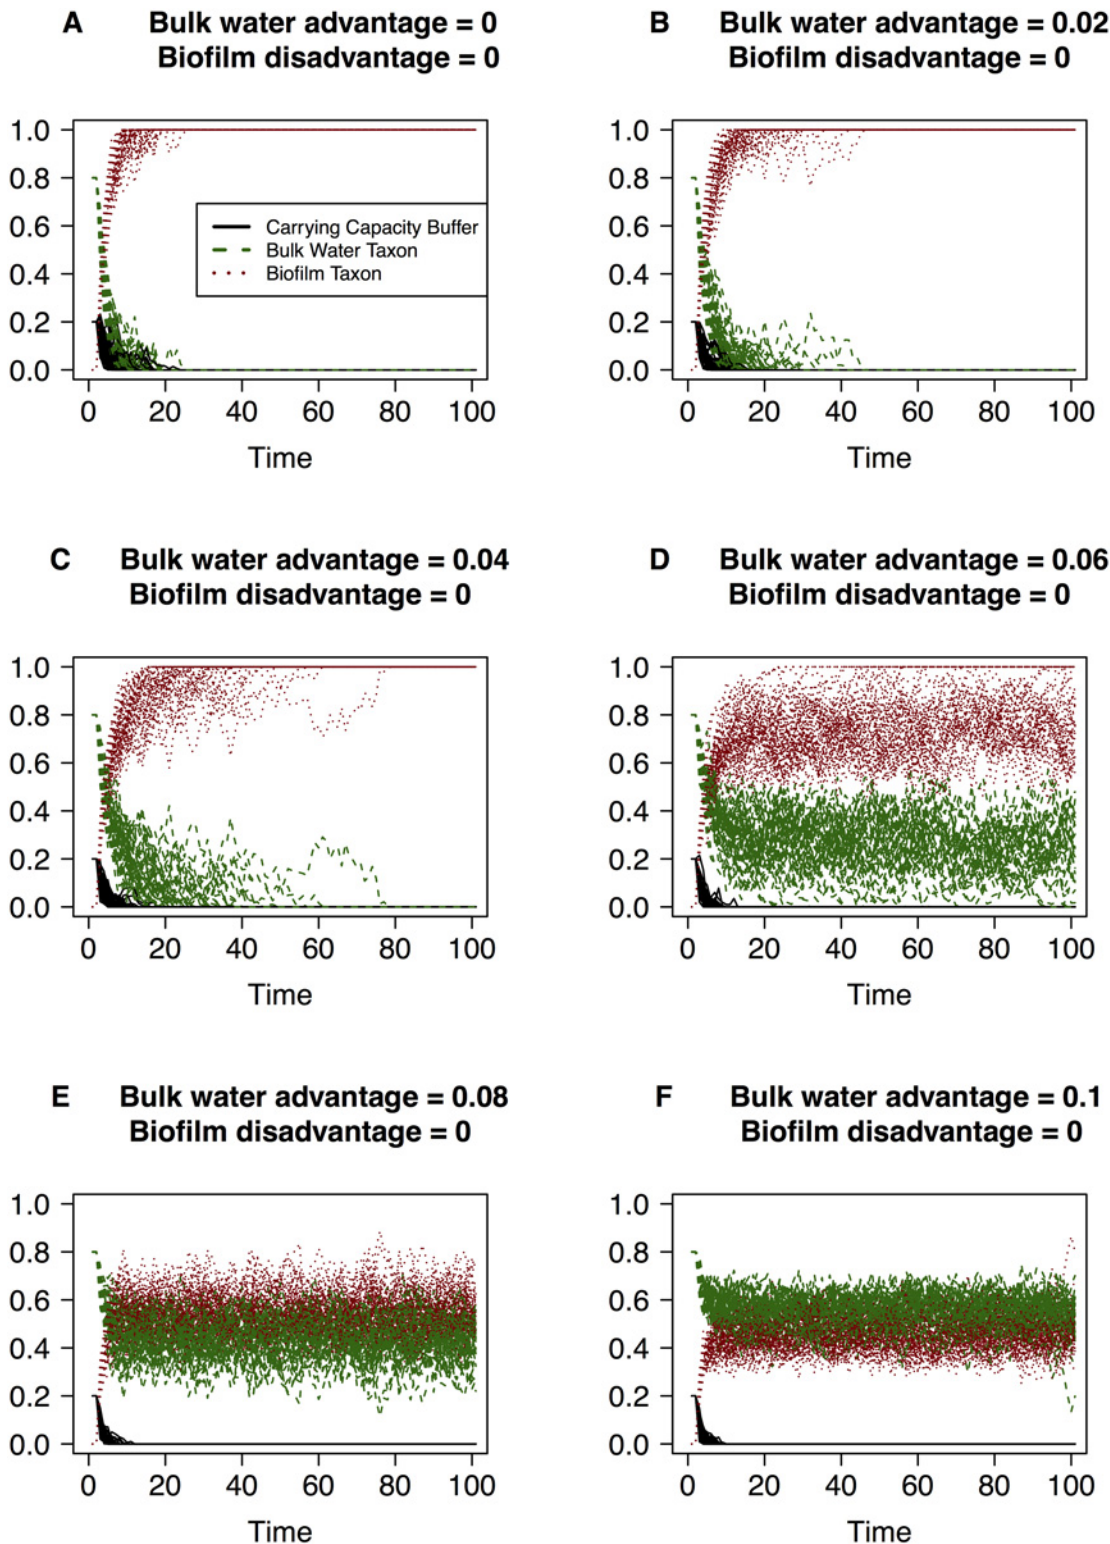 A Bulk water advantage = 0
Biofilm disadvantage = 0
1.0
0.8
0.6
0.4
0.2
0.0
Carrying Capacity Buffer
Bulk Water Taxon
Biofilm Taxon
0 20 40 60 80 100
Time
B Bulk water advantage = 0.02
Biofilm disadvantage = 0
1.0
0.8
0.6
0.4
0.2
0.0
0 20 40 60 80 100
Time
C Bulk water advantage = 0.04
Biofilm disadvantage = 0
1.0
0.8
0.6
0.4
0.2
0.0
0 20 40 60 80 100
Time
D Bulk water advantage = 0.06
Biofilm disadvantage = 0
1.0
0.8
0.6
0.4
0.2
0.0
0 20 40 60 80 100
Time
E Bulk water advantage = 0.08
Biofilm disadvantage = 0
1.0
0.8
0.6
0.4
0.2
0.0
0 20 40 60 80 100
Time
F Bulk water advantage = 0.1
Biofilm disadvantage = 0
1.0
0.8
0.6
0.4
0.2
0.0
0 20 40 60 80 100
Time